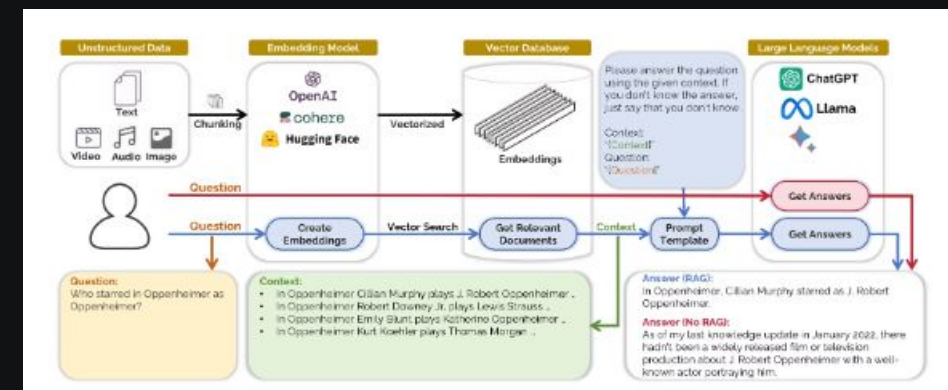 Unstructured Data
Embedding Model
Vector Database
Large Language Models
Text
Video
Audio
Image
Chunking
OpenAI
cohere
Hugging Face
Vectorized
Embeddings
Please answer the question
using the given context. If
you don't know the answer,
just say that you don't know
Context:
"{Context}"
Question:
"{Question}"
ChatGPT
Llama
Question
Get Answers
Question
Create
Embeddings
Vector Search
Get Relevant
Documents
Context
Prompt
Template
Get Answers
Question:
Who starred in Oppenheimer as
Oppenheimer?
Context:
• In Oppenheimer Cillian Murphy plays J. Robert Oppenheimer ...
• In Oppenheimer Robert Downey Jr. plays Lewis Strauss ...
• In Oppenheimer Emily Blunt plays Katherine Oppenheimer ...
• In Oppenheimer Kurt Koehler plays Thomas Morgan ...
Answer (RAG):
In Oppenheimer, Cillian Murphy starred as J. Robert
Oppenheimer.
Answer (No RAG):
As of my last knowledge update in January 2022, there
hadn't been a widely released film or television
production about J. Robert Oppenheimer with a well-
known actor portraying him.